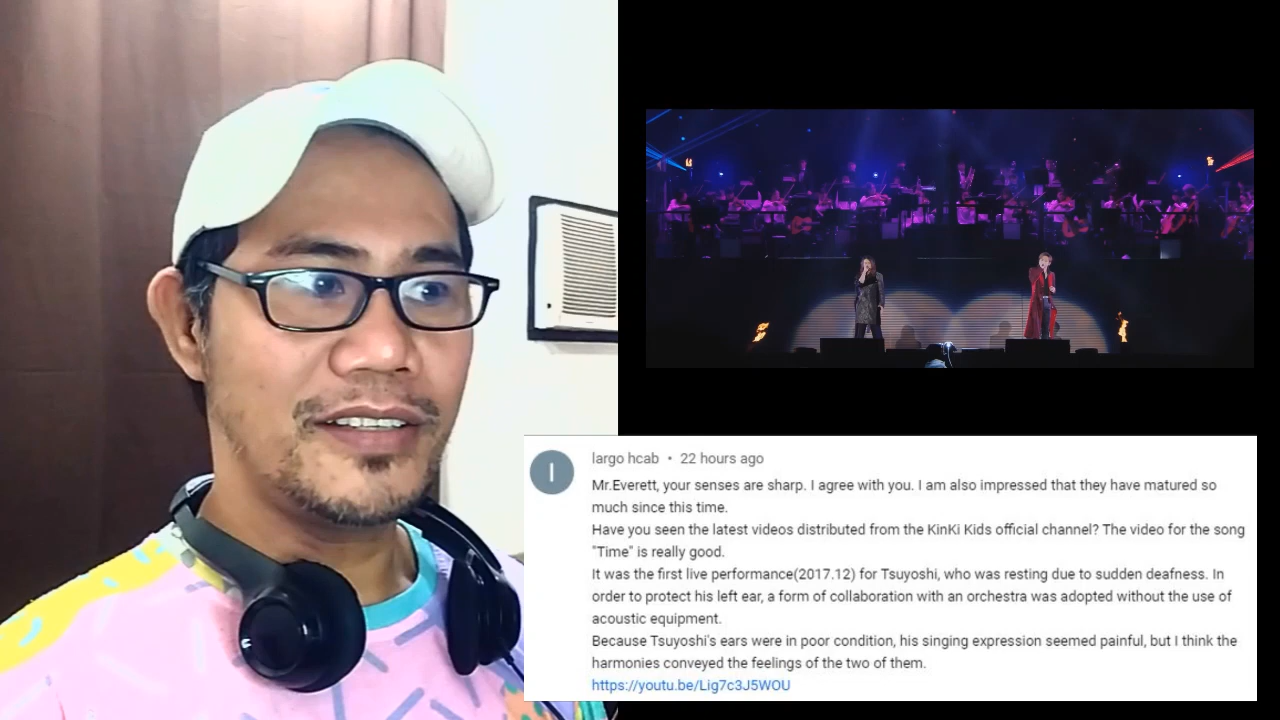 largo hcab • 22 hours ago
Mr.Everett, your senses are sharp. I agree with you. I am also impressed that they have matured so
much since this time.
Have you seen the latest videos distributed from the KinKi Kids official channel? The video for the song
"Time" is really good.
It was the first live performance(2017.12) for Tsuyoshi, who was resting due to sudden deafness. In
order to protect his left ear, a form of collaboration with an orchestra was adopted without the use of
acoustic equipment.
Because Tsuyoshi's ears were in poor condition, his singing expression seemed painful, but I think the
harmonies conveyed the feelings of the two of them.
https://youtu.be/Lig7c3J5WOU